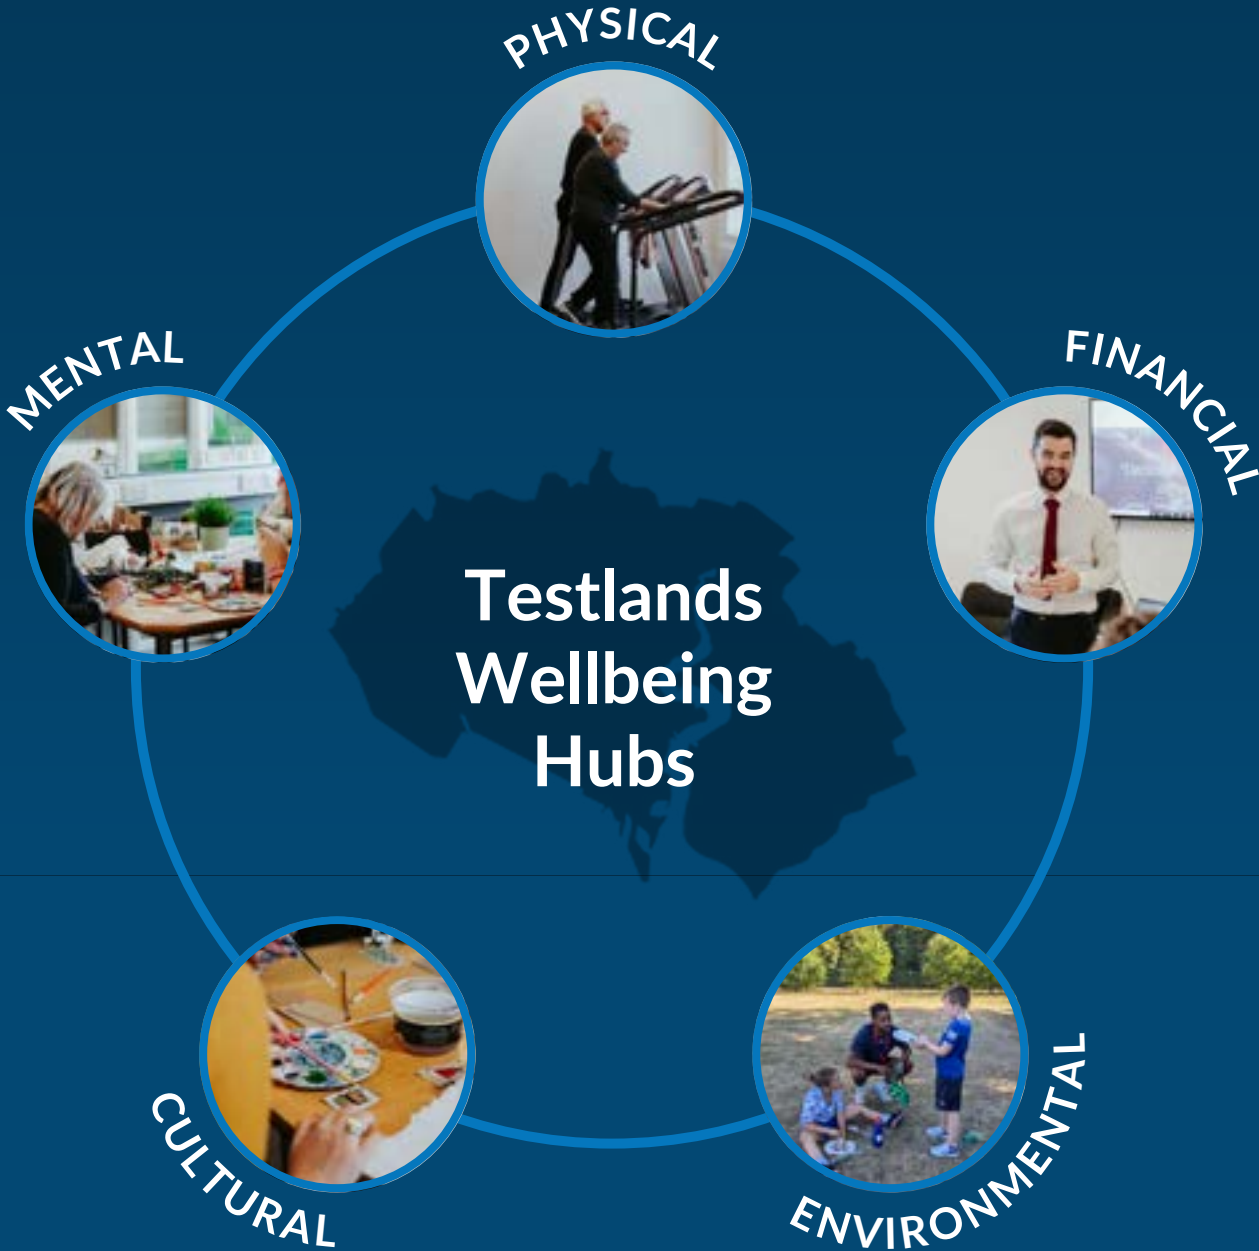 PHYSICAL
FINANCIAL
MENTAL
Testlands
Wellbeing
Hubs
CULTURAL
ENVIRONMENTAL